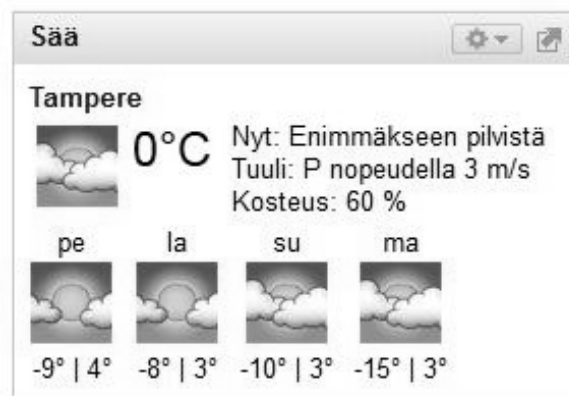 Sää
Tampere
0°C
Nyt: Enimmäkseen pilvistä
Tuuli: P nopeudella 3 m/s
Kosteus: 60 %
pe la su ma
-9° | 4° -8° | 3° -10° | 3° -15° | 3°